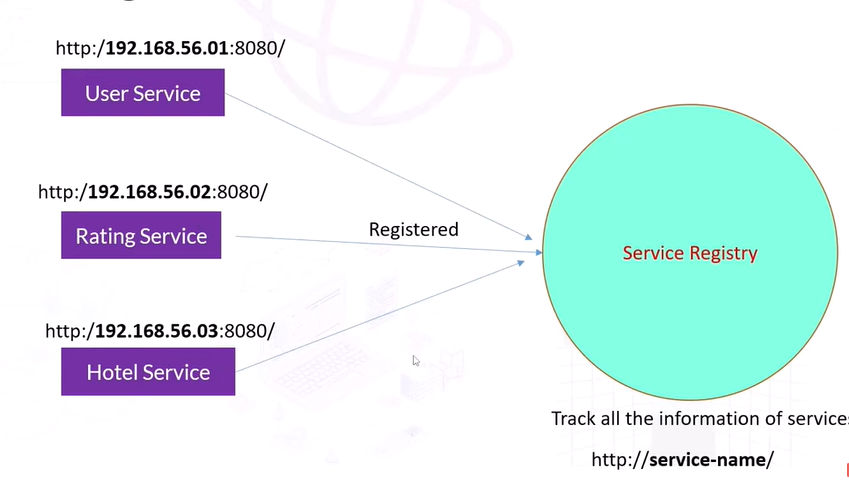 http:/192.168.56.01:8080/
User Service
http:/192.168.56.02:8080/
Rating Service
Registered
Service Registry
http:/192.168.56.03:8080/
Hotel Service
Track all the information of service
http://service-name/